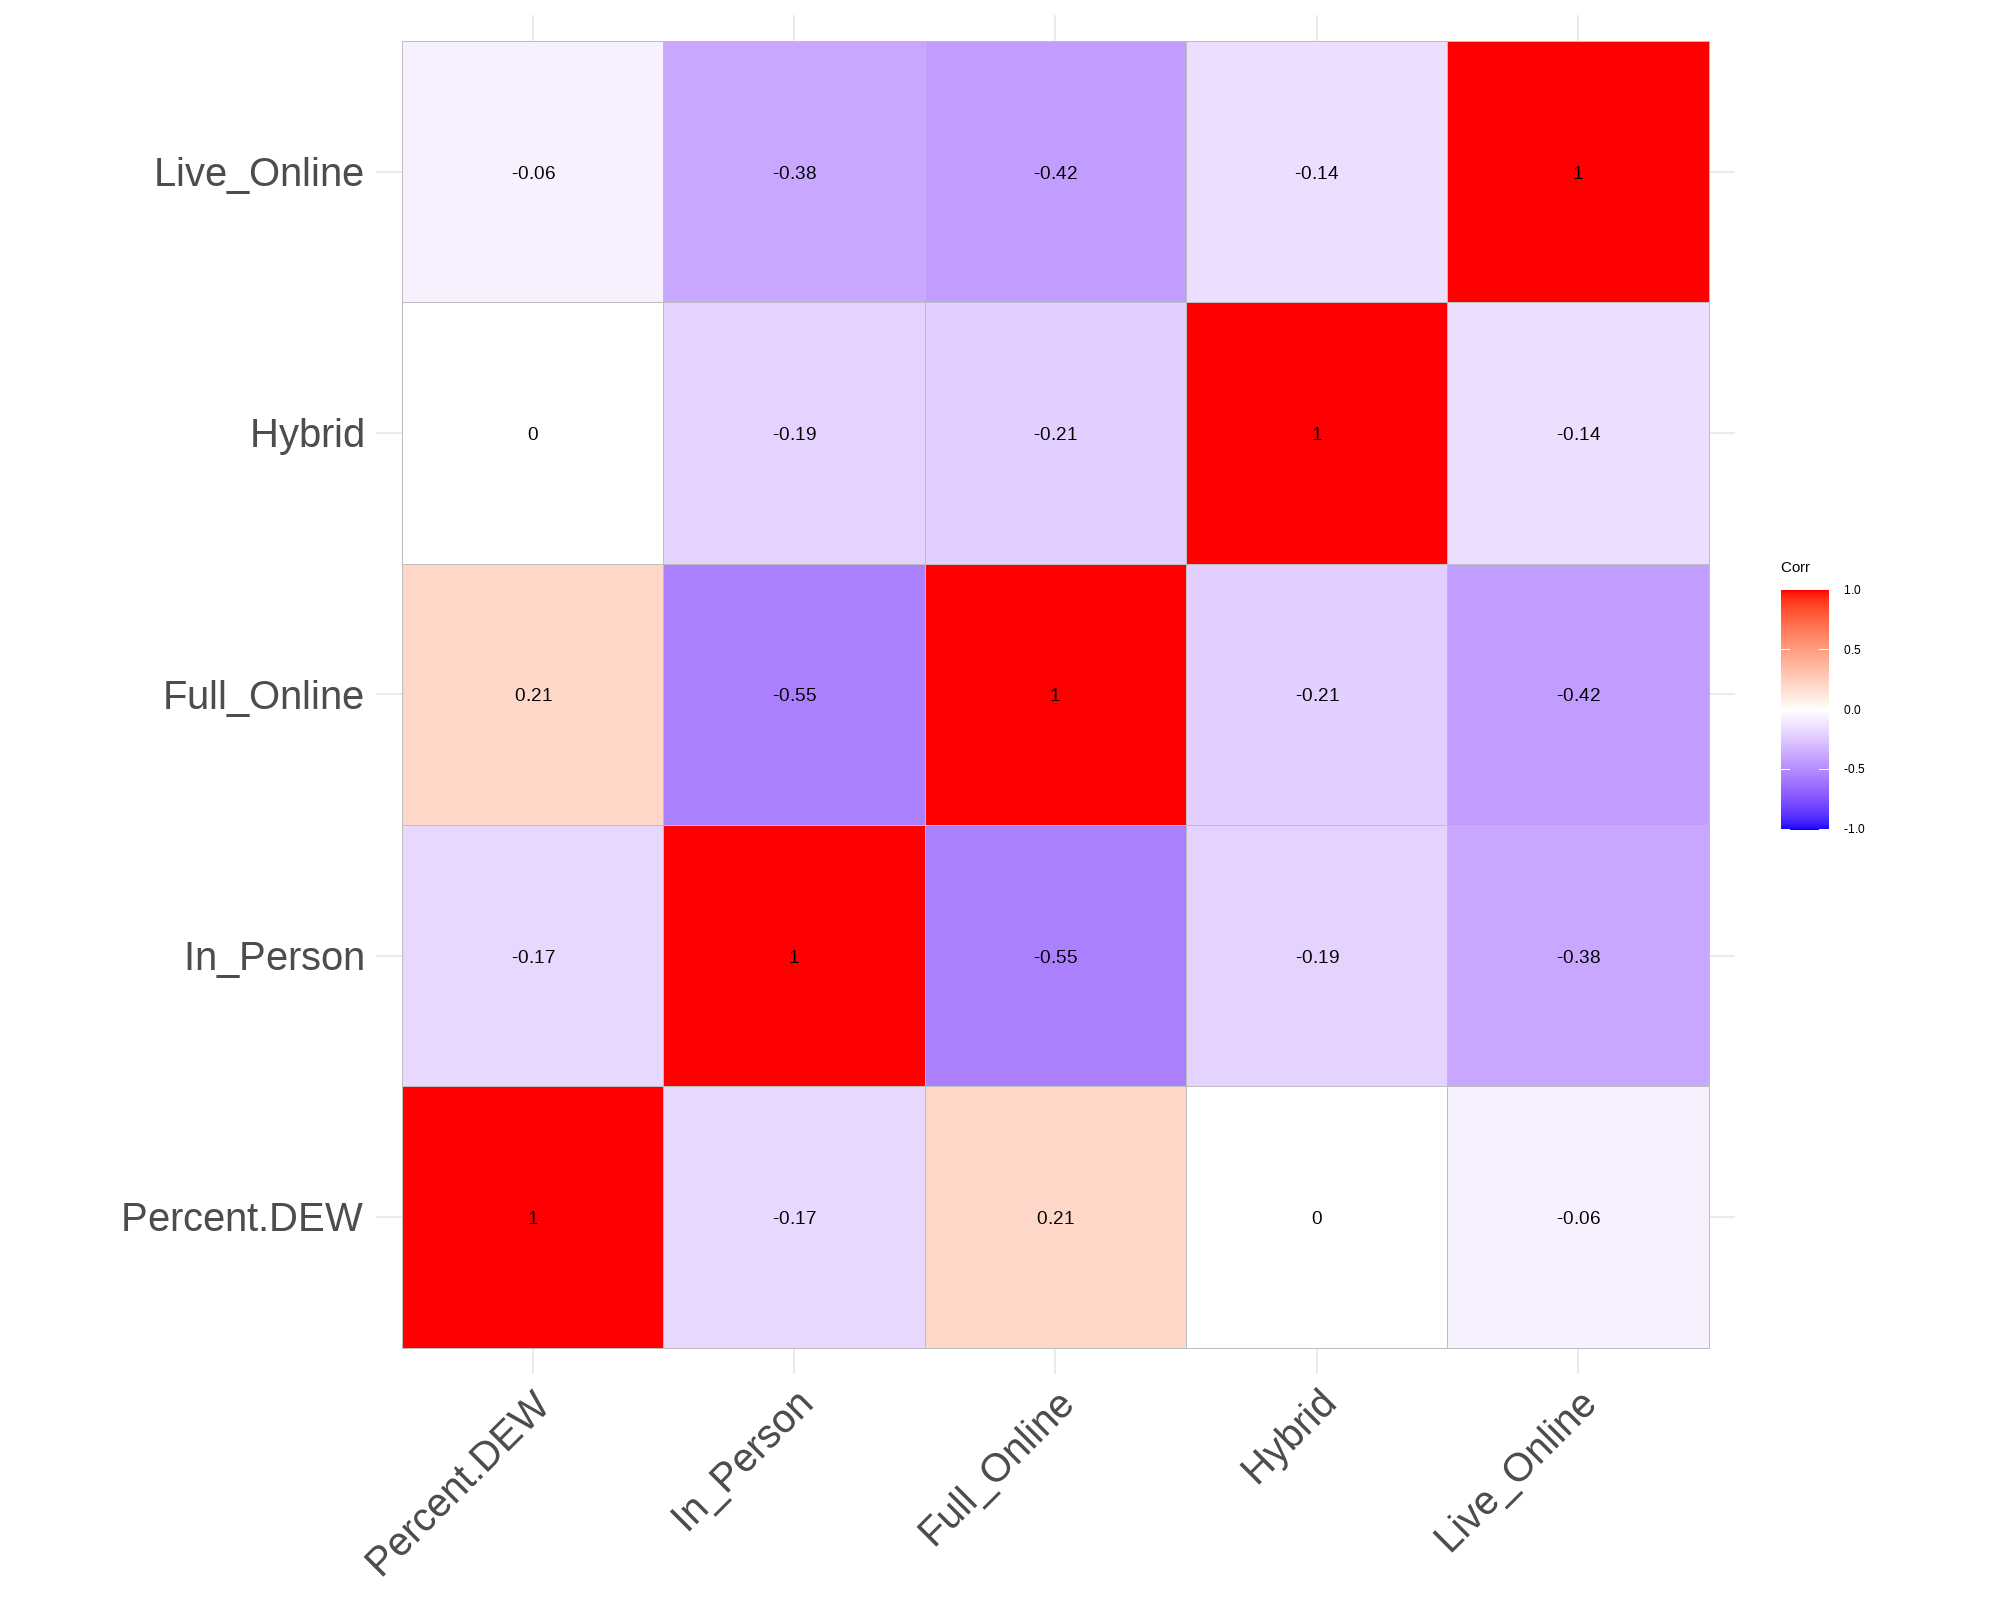 Live_Online -0.06 -0.38 -0.42 -0.14 1
Hybrid 0 -0.19 -0.21 1 -0.14
Full_Online 0.21 -0.55 1 -0.21 -0.42
In_Person -0.17 1 -0.55 -0.19 -0.38
Percent.DEW 1 -0.17 0.21 0 -0.06
Percent.DEW In_Person Full_Online Hybrid Live_Online
Corr
1.0
0.5
0.0
-0.5
-1.0